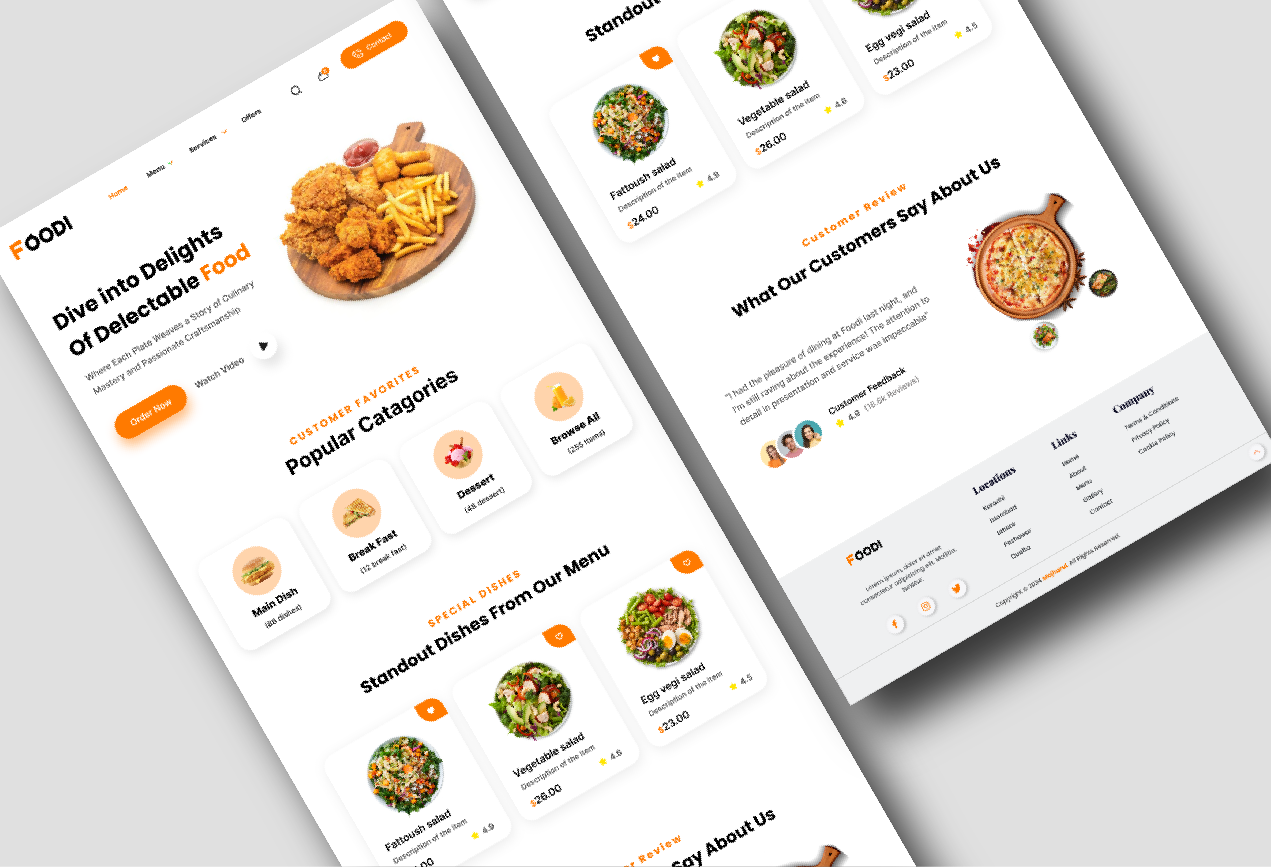 FOODI
Home
Menu
Services
Offers
Contact
Dive into Delights
of Delectable Food
Where Each Plate Weaves a Story of Culinary
Mastery and Passionate Craftsmanship
Order Now
Watch Video
CUSTOMER FAVORITES
Popular Catagories
Main Dish
(86 dishes)
Break Fast
(12 break fast)
Dessert
(48 dessert)
Browse All
(255 Items)
SPECIAL DISHES
Standout Dishes From Our Menu
Fattoush salad
Description of the item
4.9
Vegetable salad
Description of the item
$26.00
4.6
Egg vegi salad
Description of the item
$23.00
4.5
Say About Us
Standout
Fattoush salad
Description of the item
$24.00
4.9
Vegetable salad
Description of the item
$26.00
4.6
Egg vegi salad
Description of the item
$23.00
4.5
Customer Review
What Our Customers Say About Us
"I had the pleasure of dining at Foodi last night, and
I'm still raving about the experience! The attention to
detail in presentation and service was impeccable"
Customer Feedback
4.9 (18.6k Reviews)
FOODI
Lorem ipsum, dolor sit amet
consectetur adipisicing elit. Mollitia,
tenetur.
Locations
Karachi
Islamabad
Lahore
Peshawar
Quetta
Links
Home
About
Menu
Gallery
Contact
Company
Terms & Conditions
Privacy Policy
Cookie Policy
All Rights Reserved